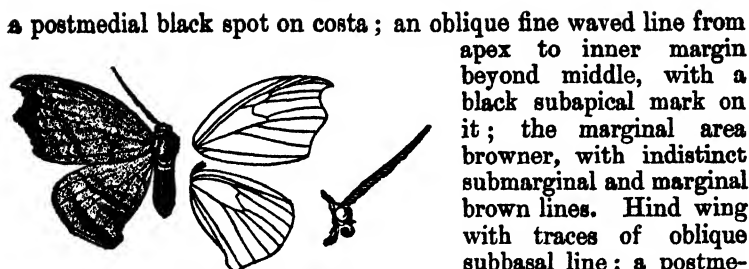 a postmedial black spot on costa; an oblique fine waved line from
apex to inner margin
beyond middle, with a
black subapical mark on
it; the marginal area
browner, with indistinct
submarginal and marginal
brown lines. Hind wing
with traces of oblique
subbasal line; a postme-